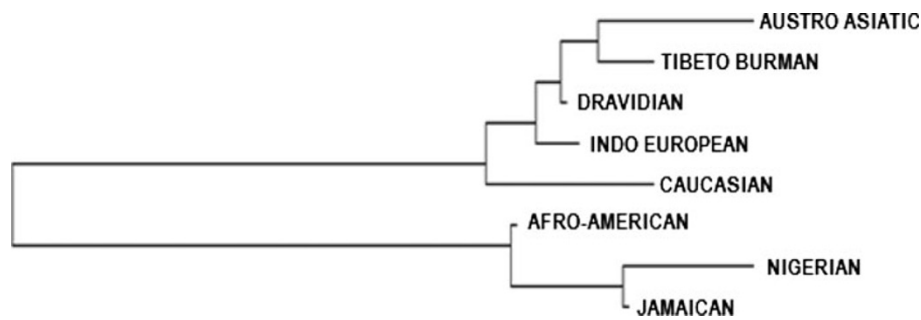 AUSTRO ASIATIC
TIBETO BURMAN
DRAVIDIAN
INDO EUROPEAN
CAUCASIAN
AFRO-AMERICAN
NIGERIAN
JAMAICAN